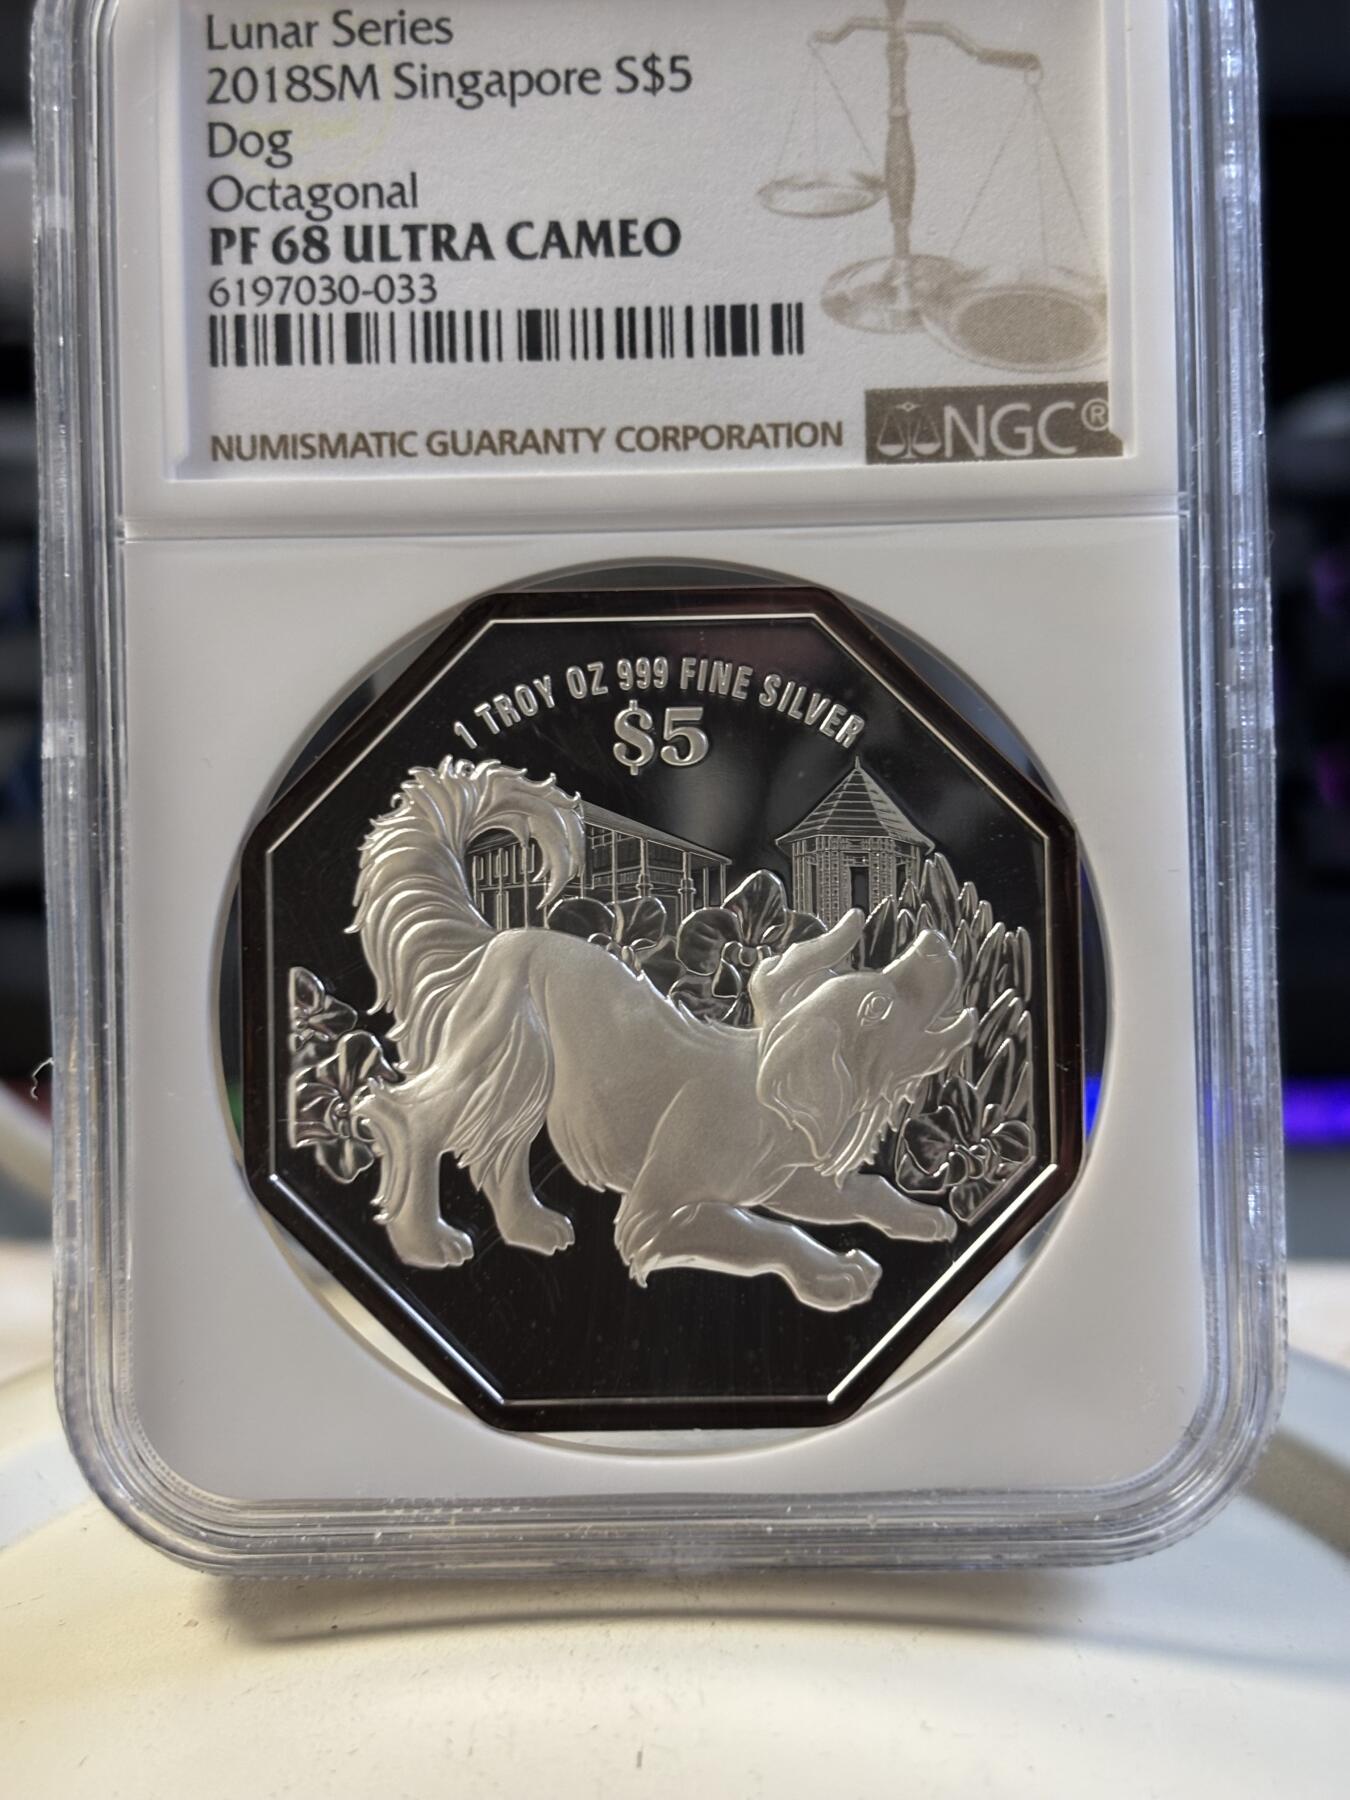 Lunar Series
2018SM Singapore S$5
Dog
Octagonal
PF 68 ULTRA CAMEO
6197030-033
NUMISMATIC GUARANTY CORPORATION
NGC®
1 TROY OZ 999 FINE SILVER
$5